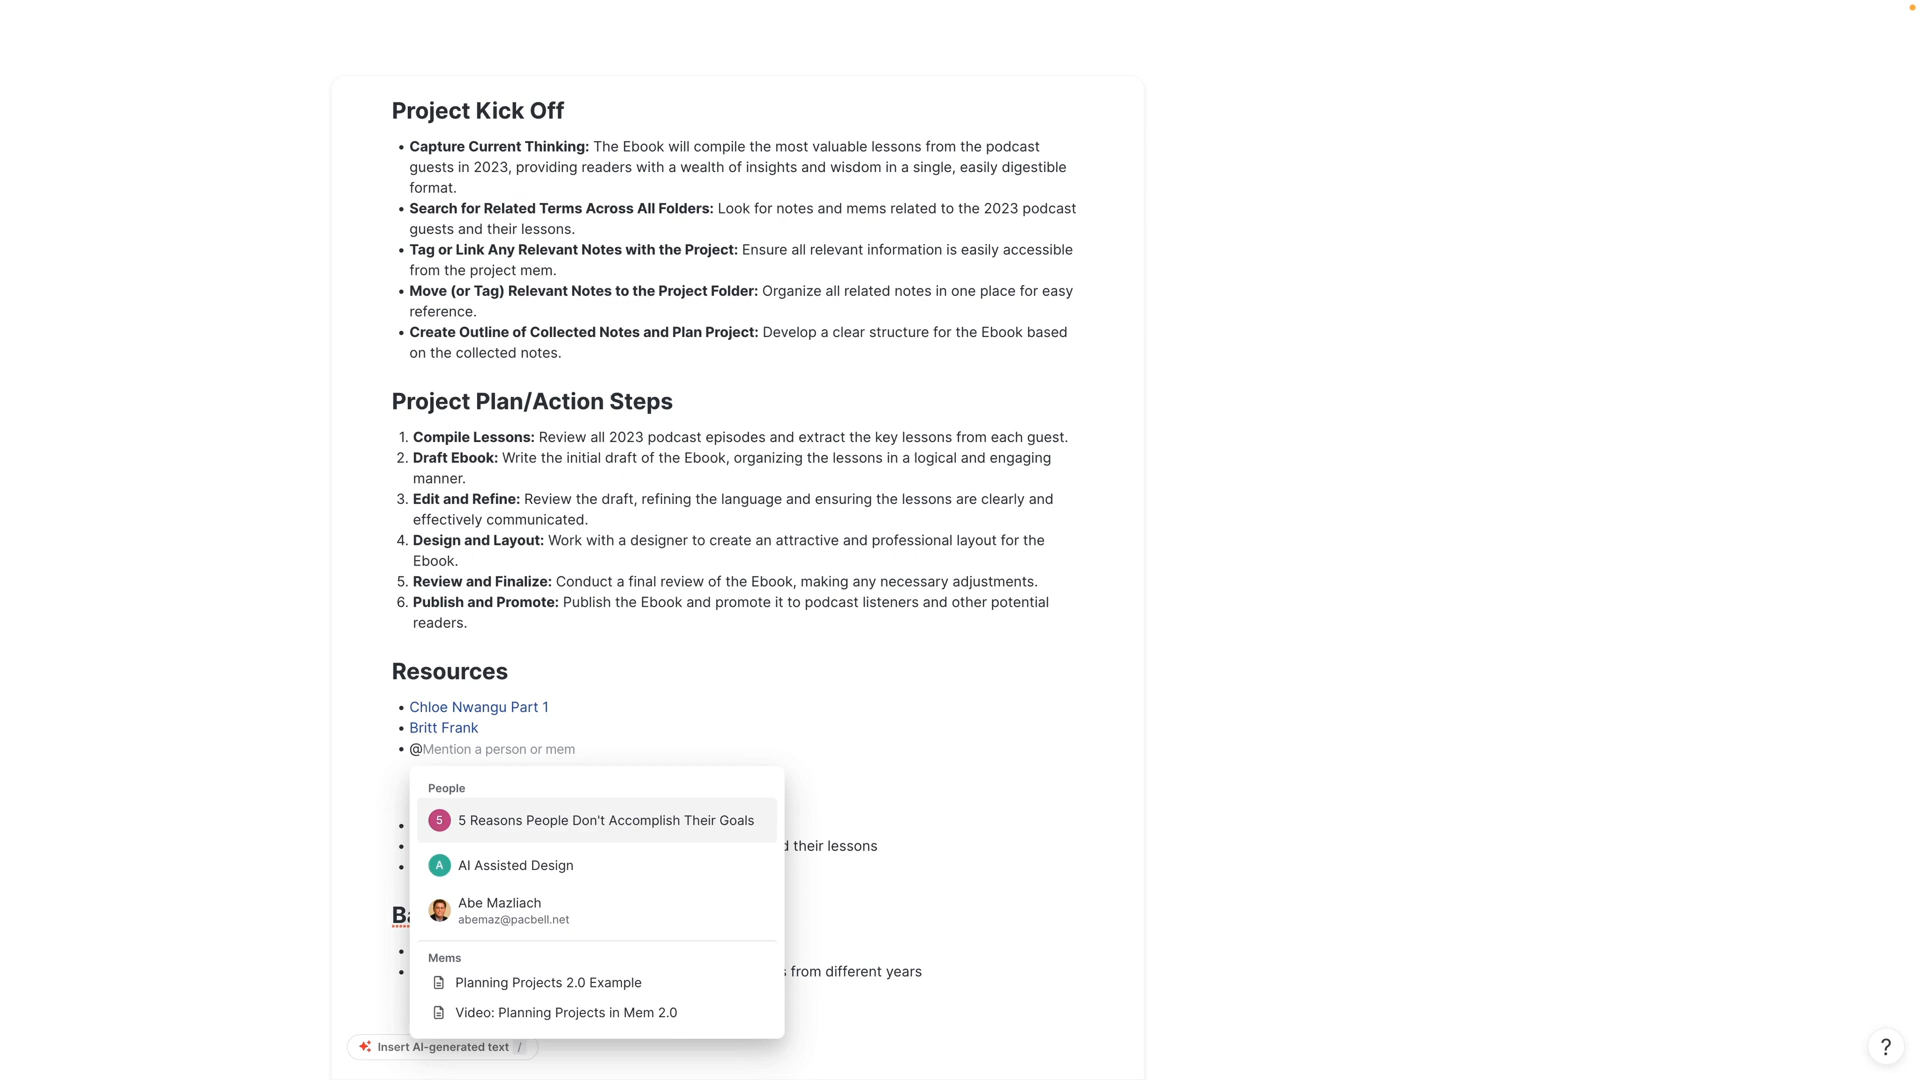 Project Kick Off
• Capture Current Thinking: The Ebook will compile the most valuable lessons from the podcast
guests in 2023, providing readers with a wealth of insights and wisdom in a single, easily digestible
format.
• Search for Related Terms Across All Folders: Look for notes and mems related to the 2023 podcast
guests and their lessons.
• Tag or Link Any Relevant Notes with the Project: Ensure all relevant information is easily accessible
from the project mem.
• Move (or Tag) Relevant Notes to the Project Folder: Organize all related notes in one place for easy
reference.
• Create Outline of Collected Notes and Plan Project: Develop a clear structure for the Ebook based
on the collected notes.
Project Plan/Action Steps
1. Compile Lessons: Review all 2023 podcast episodes and extract the key lessons from each guest.
2. Draft Ebook: Write the initial draft of the Ebook, organizing the lessons in a logical and engaging
manner.
3. Edit and Refine: Review the draft, refining the language and ensuring the lessons are clearly and
effectively communicated.
4. Design and Layout: Work with a designer to create an attractive and professional layout for the
Ebook.
5. Review and Finalize: Conduct a final review of the Ebook, making any necessary adjustments.
6. Publish and Promote: Publish the Ebook and promote it to podcast listeners and other potential
readers.
Resources
• Chloe Nwangu Part 1
• Britt Frank
• @Mention a person or mem
People
5 5 Reasons People Don't Accomplish Their Goals
their lessons
A AI Assisted Design
Abe Mazliach
abemaz@pacbell.net
Mems
from different years
Planning Projects 2.0 Example
Video: Planning Projects in Mem 2.0
Insert AI-generated text /
?